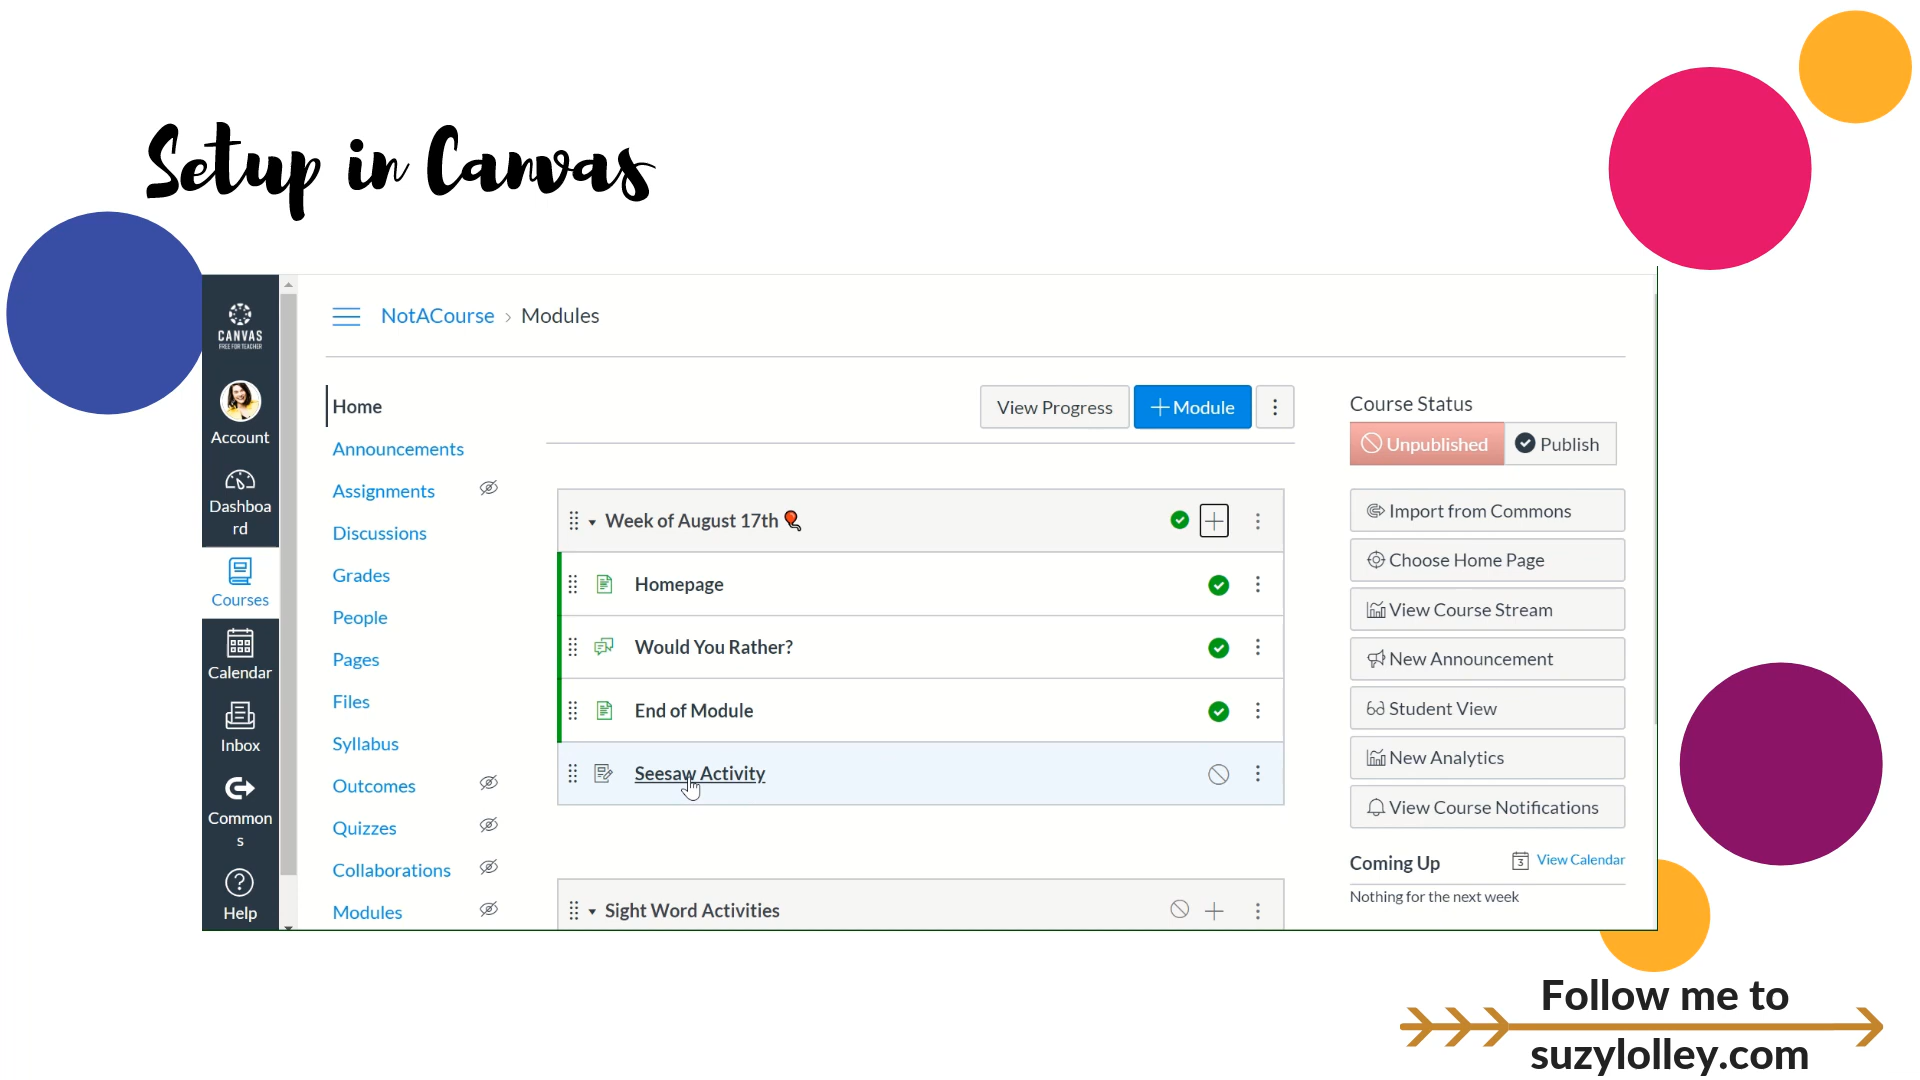 Setup in Canvas
CANVAS
FREE FOR TEACHER
Account
Dashboa
rd
Courses
Calendar
Inbox
Common
s
Help
NotACourse › Modules
Home
Announcements
Assignments
Discussions
Grades
People
Pages
Files
Syllabus
Outcomes
Quizzes
Collaborations
Modules
View Progress
+Module
Week of August 17th
Homepage
Would You Rather?
End of Module
Seesaw Activity
Sight Word Activities
Course Status
Unpublished
Publish
Import from Commons
Choose Home Page
View Course Stream
New Announcement
Student View
New Analytics
View Course Notifications
Coming Up
3 View Calendar
Nothing for the next week
Follow me to
suzylolley.com